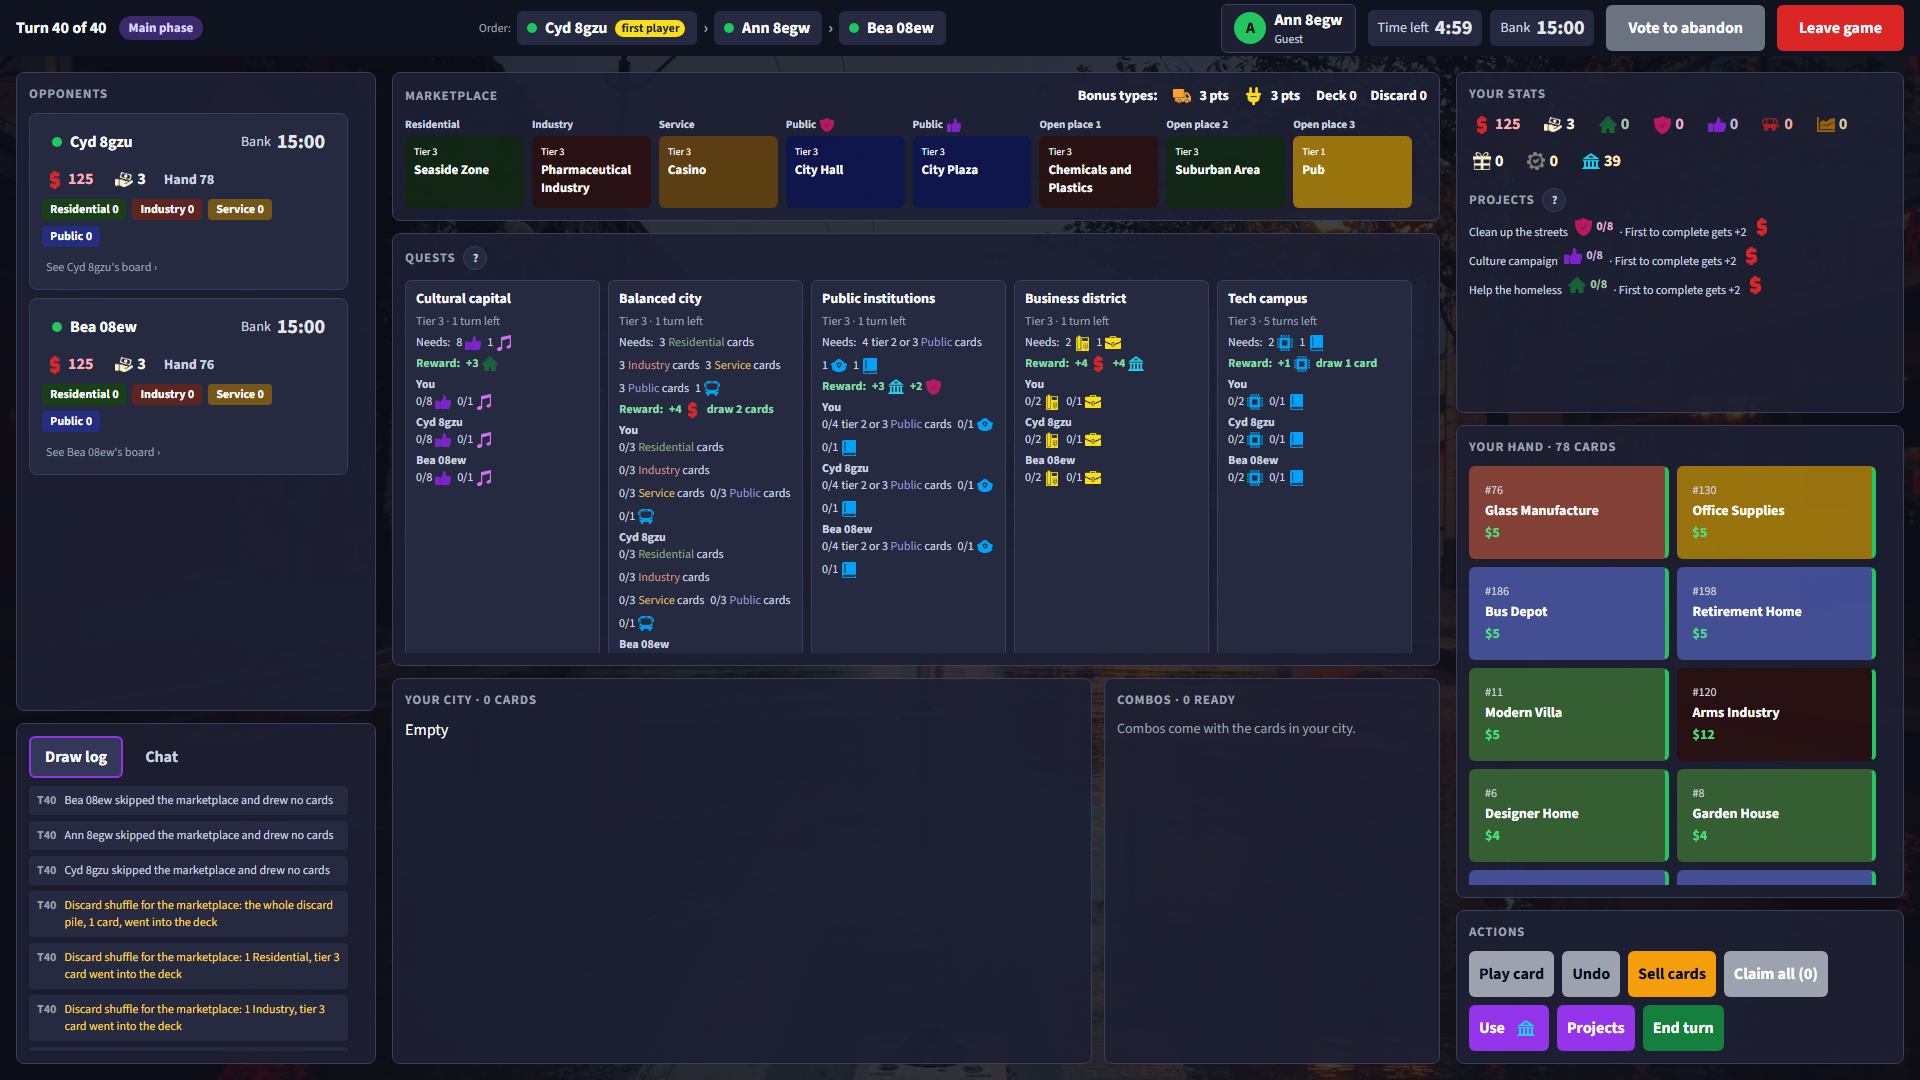 Turn 40 of 40 Main phase
Order: Cyd 8gzu first player › Ann 8egw › Bea 08ew
A Ann 8egw Guest
Time left 4:59
Bank 15:00
Vote to abandon
Leave game
OPPONENTS
Cyd 8gzu Bank 15:00
$ 125 3 Hand 78
Residential 0 Industry 0 Service 0
Public 0
See Cyd 8gzu's board ›
Bea 08ew Bank 15:00
$ 125 3 Hand 76
Residential 0 Industry 0 Service 0
Public 0
See Bea 08ew's board ›
Draw log Chat
T40 Bea 08ew skipped the marketplace and drew no cards
T40 Ann 8egw skipped the marketplace and drew no cards
T40 Cyd 8gzu skipped the marketplace and drew no cards
T40 Discard shuffle for the marketplace: the whole discard
pile, 1 card, went into the deck
T40 Discard shuffle for the marketplace: 1 Residential, tier 3
card went into the deck
T40 Discard shuffle for the marketplace: 1 Industry, tier 3
card went into the deck
MARKETPLACE
Bonus types: 3 pts 3 pts Deck 0 Discard 0
Residential
Tier 3
Seaside Zone
Industry
Tier 3
Pharmaceutical
Industry
Service
Tier 3
Casino
Public
Tier 3
City Hall
Public
Tier 3
City Plaza
Open place 1
Tier 3
Chemicals and
Plastics
Open place 2
Tier 3
Suburban Area
Open place 3
Tier 1
Pub
QUESTS ?
Cultural capital
Tier 3 · 1 turn left
Needs: 8 1
Reward: +3
You
0/8 0/1
Cyd 8gzu
0/8 0/1
Bea 08ew
0/8 0/1
Balanced city
Tier 3 · 1 turn left
Needs: 3 Residential cards
3 Industry cards 3 Service cards
3 Public cards 1
Reward: +4 $ draw 2 cards
You
0/3 Residential cards
0/3 Industry cards
0/3 Service cards 0/3 Public cards
0/1
Cyd 8gzu
0/3 Residential cards
0/3 Industry cards
0/3 Service cards 0/3 Public cards
0/1
Bea 08ew
Public institutions
Tier 3 · 1 turn left
Needs: 4 tier 2 or 3 Public cards
1 1
Reward: +3 +2
You
0/4 tier 2 or 3 Public cards 0/1
0/1
Cyd 8gzu
0/4 tier 2 or 3 Public cards 0/1
0/1
Bea 08ew
0/4 tier 2 or 3 Public cards 0/1
0/1
Business district
Tier 3 · 1 turn left
Needs: 2 1
Reward: +4 $ +4
You
0/2 0/1
Cyd 8gzu
0/2 0/1
Bea 08ew
0/2 0/1
Tech campus
Tier 3 · 5 turns left
Needs: 2 1
Reward: +1 draw 1 card
You
0/2 0/1
Cyd 8gzu
0/2 0/1
Bea 08ew
0/2 0/1
YOUR CITY · 0 CARDS
Empty
COMBOS · 0 READY
Combos come with the cards in your city.
YOUR STATS
$ 125 3 0 0 0 0 0
0 0 39
PROJECTS ?
Clean up the streets 0/8 · First to complete gets +2 $
Culture campaign 0/8 · First to complete gets +2 $
Help the homeless 0/8 · First to complete gets +2 $
YOUR HAND · 78 CARDS
#76
Glass Manufacture
$5
#130
Office Supplies
$5
#186
Bus Depot
$5
#198
Retirement Home
$5
#11
Modern Villa
$5
#120
Arms Industry
$12
#6
Designer Home
$4
#8
Garden House
$4
ACTIONS
Play card Undo Sell cards Claim all (0)
Use Projects End turn